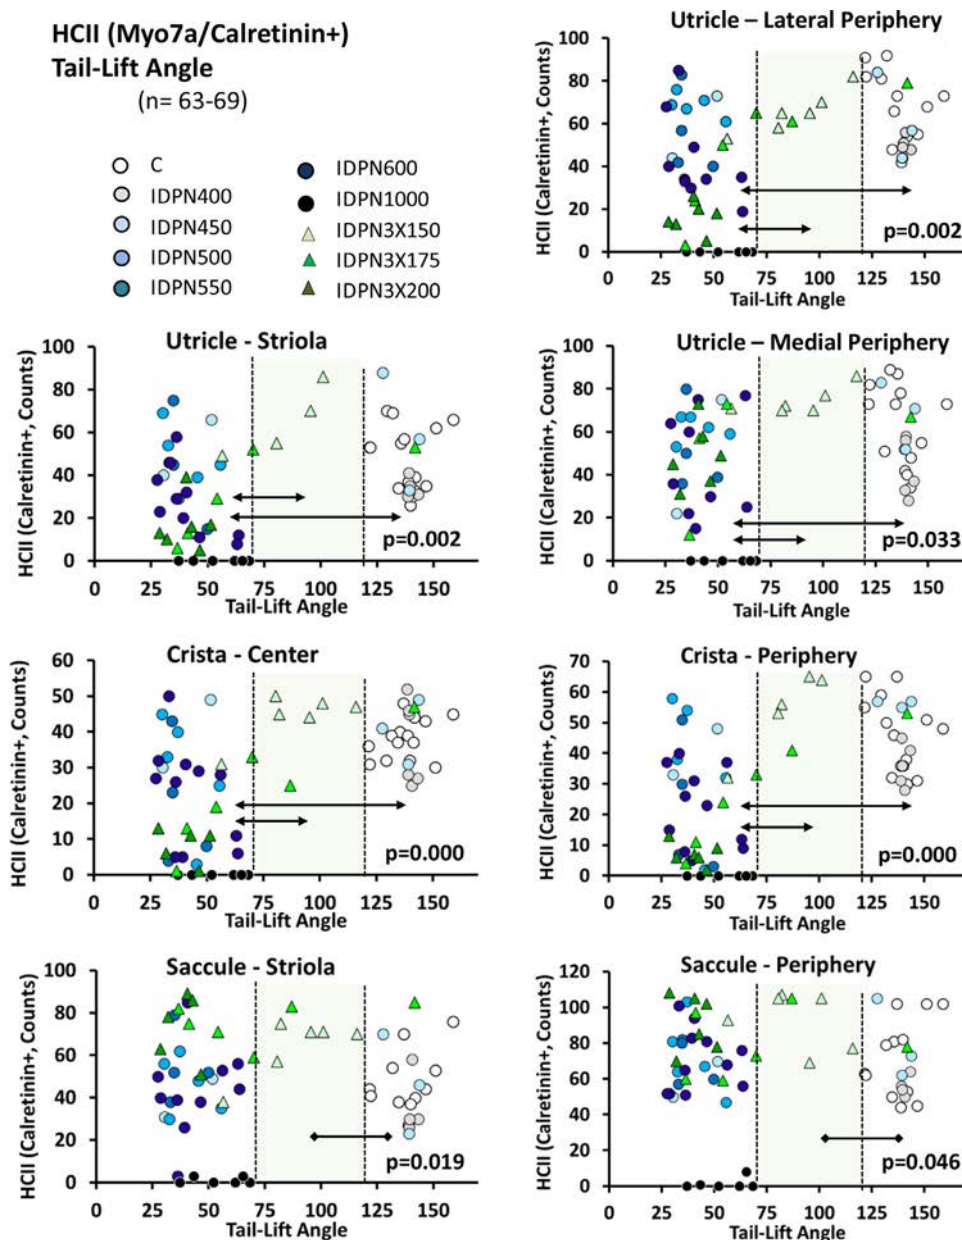 HCII (Myo7a/Calretinin+)
Tail-Lift Angle
(n= 63-69)
C
IDPN400
IDPN450
IDPN500
IDPN550
IDPN600
IDPN1000
IDPN3X150
IDPN3X175
IDPN3X200
Utricle – Lateral Periphery
HCII (Calretinin+, Counts)
100
80
60
40
20
0
p=0.002
0 25 50 75 100 125 150
Tail-Lift Angle
Utricle - Striola
HCII (Calretinin+, Counts)
100
80
60
40
20
0
p=0.002
0 25 50 75 100 125 150
Tail-Lift Angle
Utricle – Medial Periphery
HCII (Calretinin+, Counts)
100
80
60
40
20
0
p=0.033
0 25 50 75 100 125 150
Tail-Lift Angle
Crista - Center
HCII (Calretinin+, Counts)
60
50
40
30
20
10
0
p=0.000
0 25 50 75 100 125 150
Tail-Lift Angle
Crista - Periphery
HCII (Calretinin+, Counts)
70
60
50
40
30
20
10
0
p=0.000
0 25 50 75 100 125 150
Tail-Lift Angle
Saccule - Striola
HCII (Calretinin+, Counts)
100
80
60
40
20
0
p=0.019
0 25 50 75 100 125 150
Tail-Lift Angle
Saccule - Periphery
HCII (Calretinin+, Counts)
120
100
80
60
40
20
0
p=0.046
0 25 50 75 100 125 150
Tail-Lift Angle